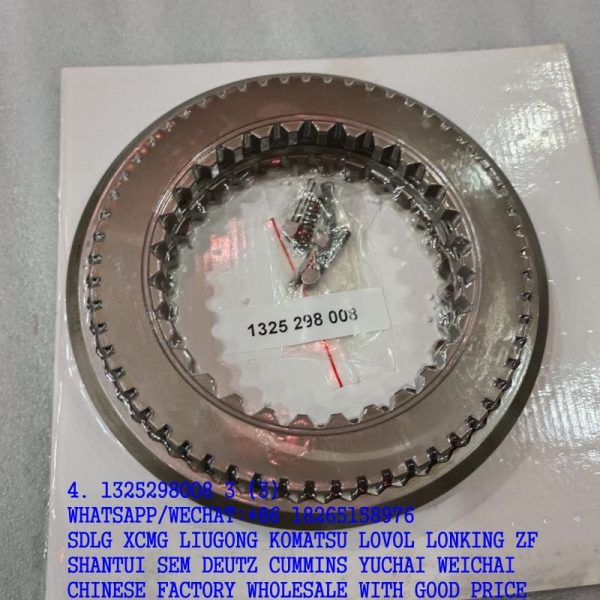 1325 298 008
4. 1325298008 3 (3)
WHATSAPP/WECHAT:+86 18265158976
SDLG XCMG LIUGONG KOMATSU LOVOL LONKING ZF
SHANTUI SEM DEUTZ CUMMINS YUCHAI WEICHAI
CHINESE FACTORY WHOLESALE WITH GOOD PRICE